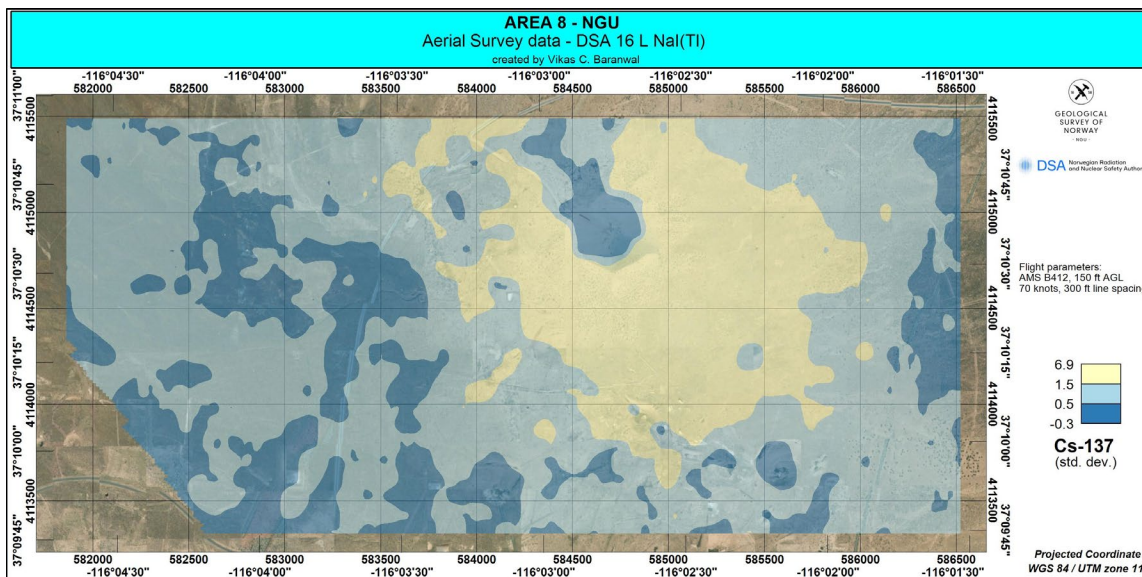 AREA 8 - NGU
Aerial Survey data - DSA 16 L NaI(Tl)
created by Vikas C. Baranwal
-116°04'30" -116°04'00" -116°03'30" -116°03'00" -116°02'30" -116°02'00" -116°01'30"
582000 582500 583000 583500 584000 584500 585000 585500 586000 586500
37°11'00"
4115500
37°10'45"
4115000
37°10'30"
4114500
37°10'15"
4114000
37°10'00"
4113500
37°09'45"
4115500
37°10'45"
4115000
37°10'30"
4114500
37°10'15"
4114000
37°10'00"
4113500
37°09'45"
582000 582500 583000 583500 584000 584500 585000 585500 586000 586500
-116°04'30" -116°04'00" -116°03'30" -116°03'00" -116°02'30" -116°02'00" -116°01'30"
GEOLOGICAL
SURVEY OF
NORWAY
- NGU -
DSA Norwegian Radiation
and Nuclear Safety Author
Flight parameters:
AMS B412, 150 ft AGL
70 knots, 300 ft line spacin
6.9
1.5
0.5
-0.3
Cs-137
(std. dev.)
Projected Coordinate
WGS 84 / UTM zone 11